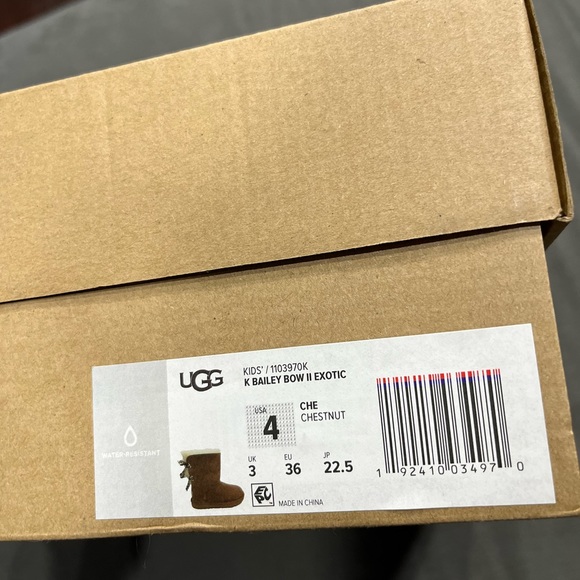 UGG
KIDS' / 1103970K
K BAILEY BOW II EXOTIC
USA
4
CHE
CHESTNUT
UK
3
EU
36
JP
22.5
WATER-RESISTANT
EAC
MADE IN CHINA
1 92410 03497 0